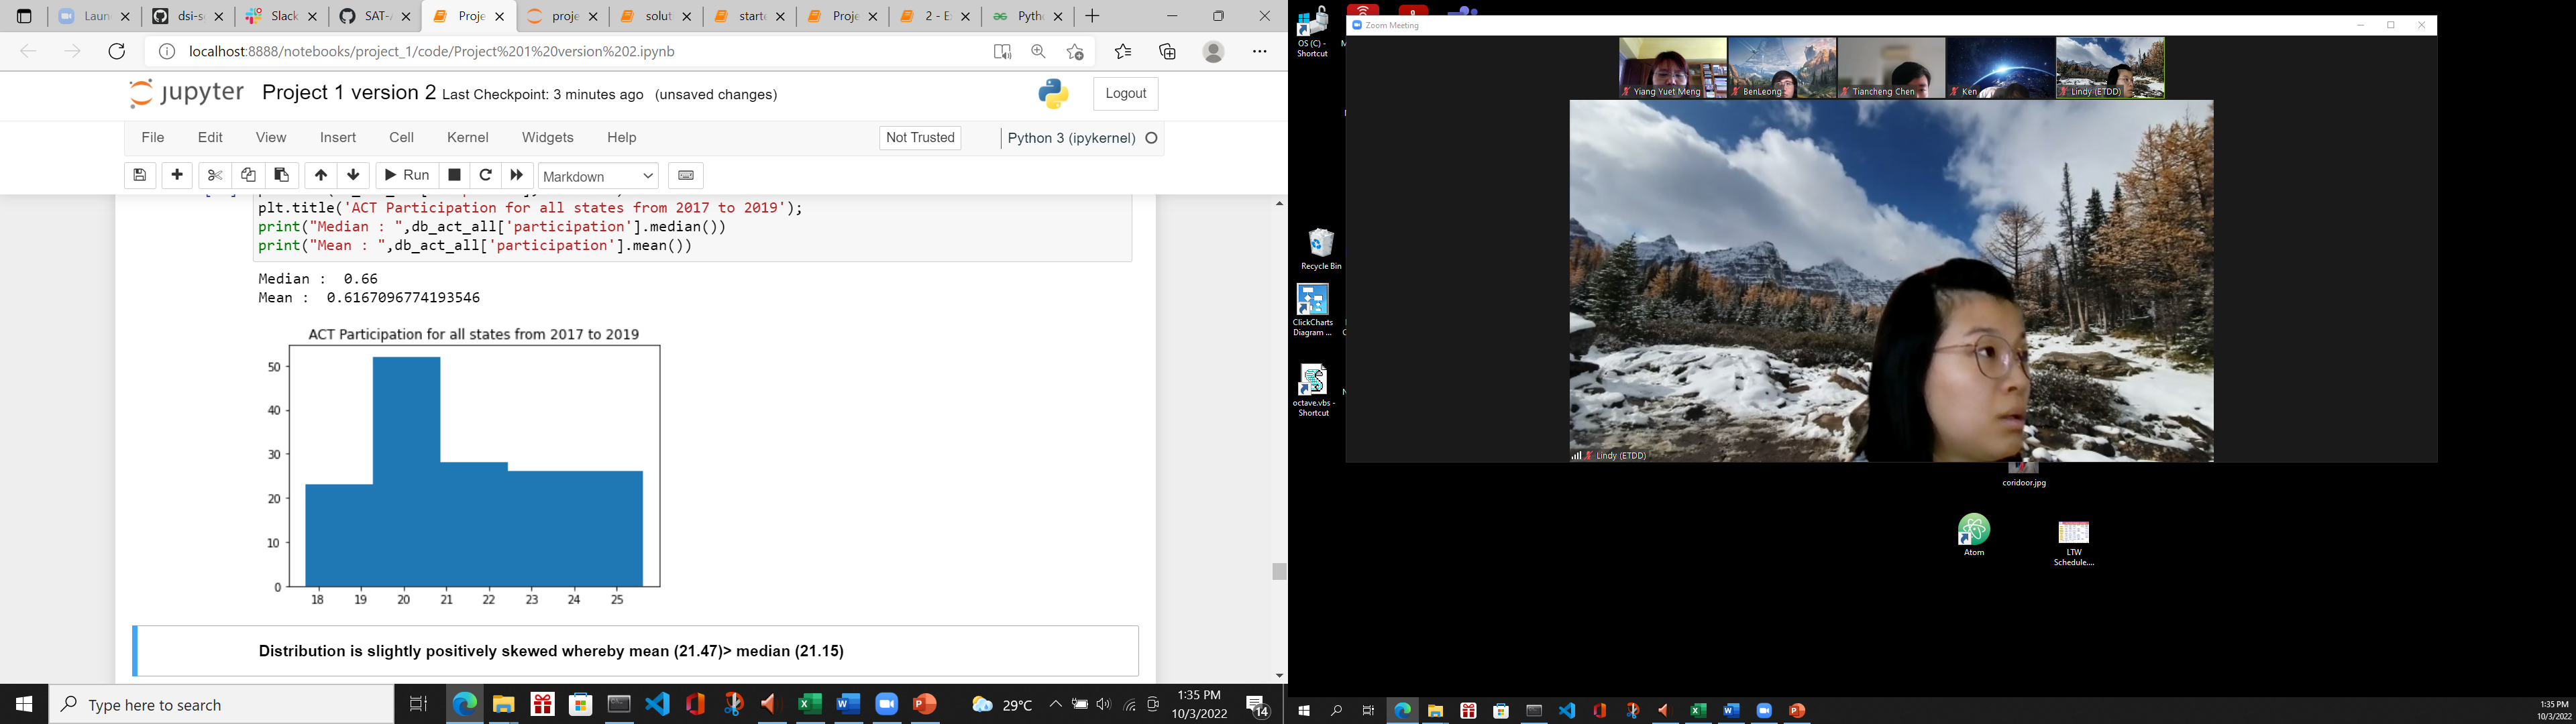 Laun
dsi-s
Slack
SAT-A
Proje
proje
solut
starte
Proje
2 - E
Pytho
localhost:8888/notebooks/project_1/code/Project%201%20version%202.ipynb
jupyter Project 1 version 2 Last Checkpoint: 3 minutes ago (unsaved changes)
Logout
File Edit View Insert Cell Kernel Widgets Help
Not Trusted
Python 3 (ipykernel)
Run
Markdown
plt.title('ACT Participation for all states from 2017 to 2019');
print("Median : ",db_act_all['participation'].median())
print("Mean : ",db_act_all['participation'].mean())
Median :  0.66
Mean :  0.6167096774193546
ACT Participation for all states from 2017 to 2019
50
40
30
20
10
0
18 19 20 21 22 23 24 25
Distribution is slightly positively skewed whereby mean (21.47)> median (21.15)
Type here to search
29°C
1:35 PM
10/3/2022
14
OS (C) -
Shortcut
Recycle Bin
ClickCharts
Diagram ...
octave.vbs -
Shortcut
Zoom Meeting
Yiang Yuet Meng
BenLeong
Tiancheng Chen
Ken
Lindy (ETDD)
Lindy (ETDD)
coridoor.jpg
Atom
LTW
Schedule....
1:35 PM
10/3/2022